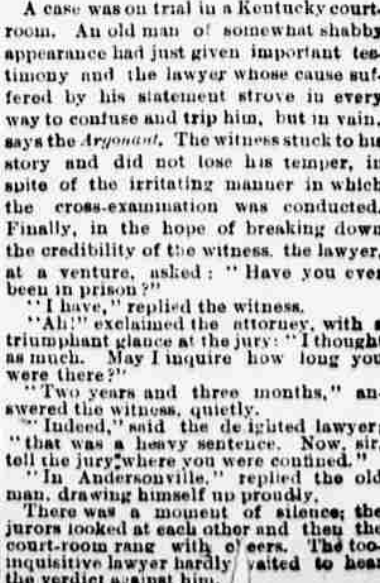 A case was on trial in a Kentucky court-
room. An old man of somewhat shabby
appearance had just given important tes-
timony and the lawyer whose cause suf-
fered by his statement strove in every
way to confuse and trip him, but in vain,
says the Argonaut. The witness stuck to his
story and did not lose his temper, in
spite of the irritating manner in which
the cross-examination was conducted.
Finally, in the hope of breaking down
the credibility of the witness, the lawyer,
at a venture, asked: "Have you ever
been in prison?"
"I have," replied the witness.
"Ah!" exclaimed the attorney, with a
triumphant glance at the jury: "I thought
as much. May I inquire how long you
were there?"
"Two years and three months," an-
swered the witness, quietly.
"Indeed," said the delighted lawyer;
"that was a heavy sentence. Now, sir,
tell the jury where you were confined."
"In Andersonville," replied the old
man, drawing himself up proudly.
There was a moment of silence; the
jurors looked at each other and then the
court-room rang with cheers. The too-
inquisitive lawyer hardly waited to hear
the verdict against him.